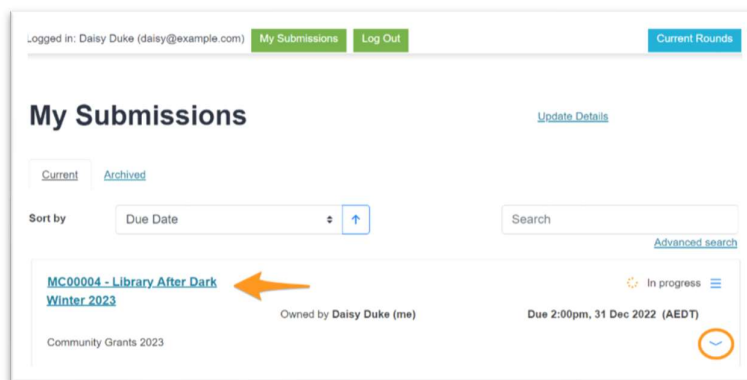 Logged in: Daisy Duke (daisy@example.com) My Submissions Log Out Current Rounds
My Submissions
Update Details
Current Archived
Sort by Due Date Search
Advanced search
MC00004 - Library After Dark
Winter 2023
In progress
Owned by Daisy Duke (me) Due 2:00pm, 31 Dec 2022 (AEDT)
Community Grants 2023